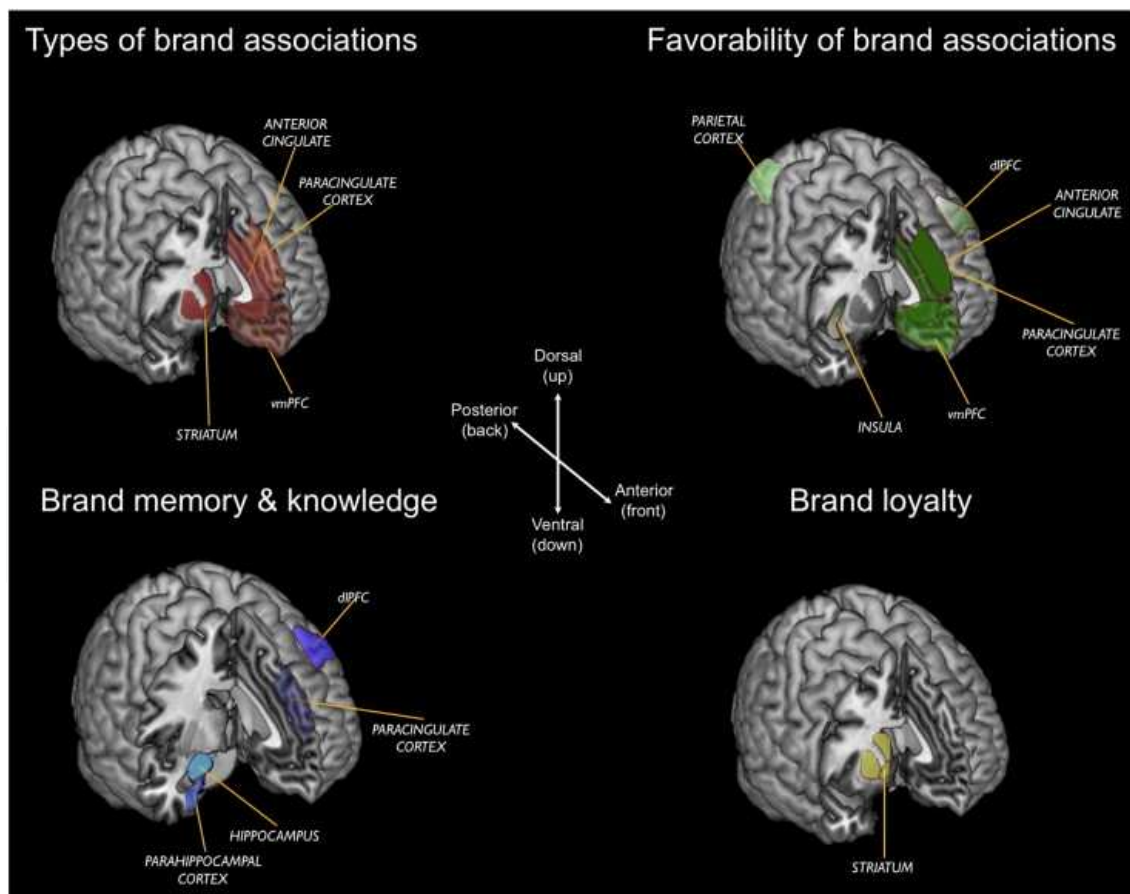 Types of brand associations
ANTERIOR
CINGULATE
PARACINGULATE
CORTEX
vmPFC
STRIATUM
Favorability of brand associations
PARIETAL
CORTEX
dlPFC
ANTERIOR
CINGULATE
PARACINGULATE
CORTEX
vmPFC
INSULA
Dorsal
(up)
Posterior
(back)
Anterior
(front)
Ventral
(down)
Brand memory & knowledge
dlPFC
PARACINGULATE
CORTEX
HIPPOCAMPUS
PARAHIPPOCAMPAL
CORTEX
Brand loyalty
STRIATUM